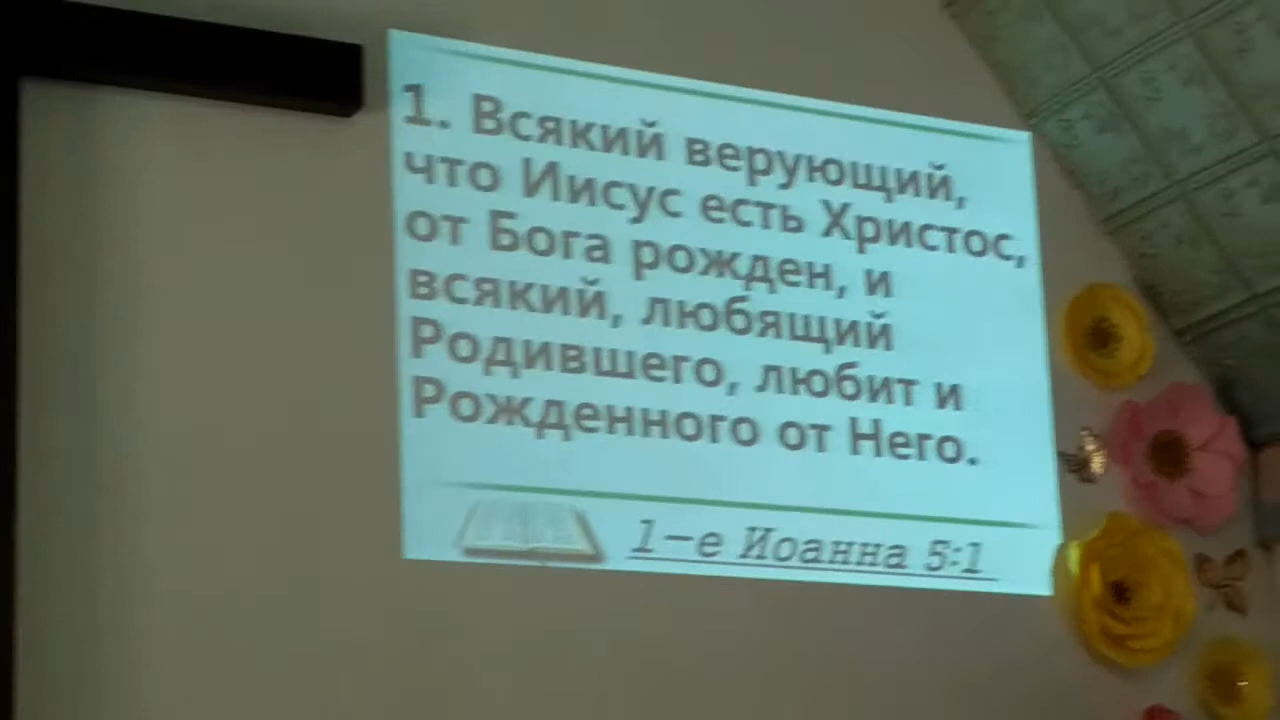 1. Всякий верующий,
что Иисус есть Христос,
от Бога рожден, и
всякий, любящий
Родившего, любит и
Рожденного от Него.
1-е Иоанна 5:1